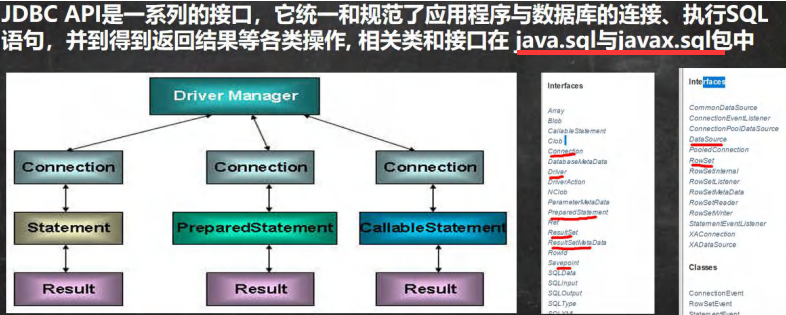 JDBC API是一系列的接口，它统一和规范了应用程序与数据库的连接、执行SQL
语句，并到得到返回结果等各类操作, 相关类和接口在 java.sql与javax.sql包中
Driver Manager
Connection
Connection
Connection
Statement
PreparedStatement
CallableStatement
Result
Result
Result
Interfaces
Array
Blob
CallableStatement
Clob
Connection
DatabaseMetaData
Driver
DriverAction
NClob
ParameterMetaData
PreparedStatement
Ref
ResultSet
ResultSetMetaData
RowId
Savepoint
SQLData
SQLInput
SQLOutput
SQLType
SQLXML
Interfaces
CommonDataSource
ConnectionEventListener
ConnectionPoolDataSource
DataSource
PooledConnection
RowSet
RowSetInternal
RowSetListener
RowSetMetaData
RowSetReader
RowSetWriter
StatementEventListener
XAConnection
XADataSource
Classes
ConnectionEvent
RowSetEvent
StatementEvent